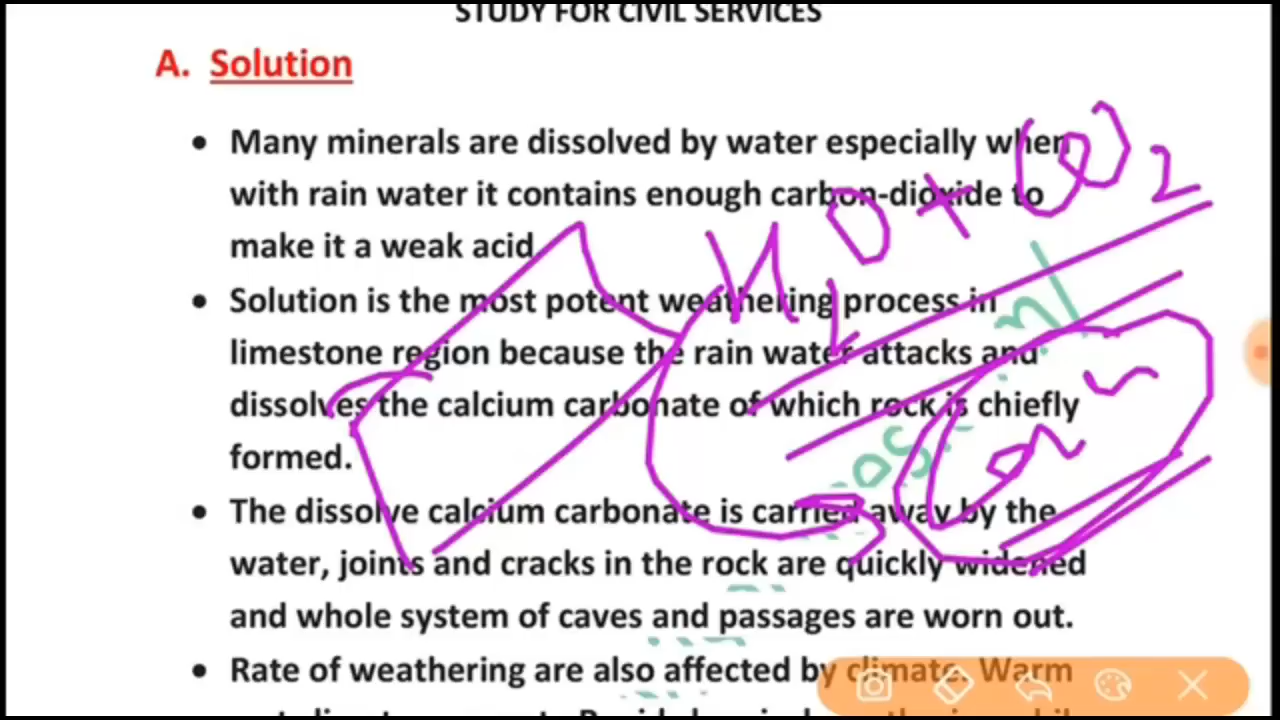 STUDY FOR CIVIL SERVICES
A. Solution
• Many minerals are dissolved by water especially when
with rain water it contains enough carbon-dioxide to
make it a weak acid.
H2O + CO2
• Solution is the most potent weathering process in
limestone region because the rain water attacks and
dissolves the calcium carbonate of which rock is chiefly
formed.
• The dissolve calcium carbonate is carried away by the
water, joints and cracks in the rock are quickly widened
and whole system of caves and passages are worn out.
• Rate of weathering are also affected by climate. Warm